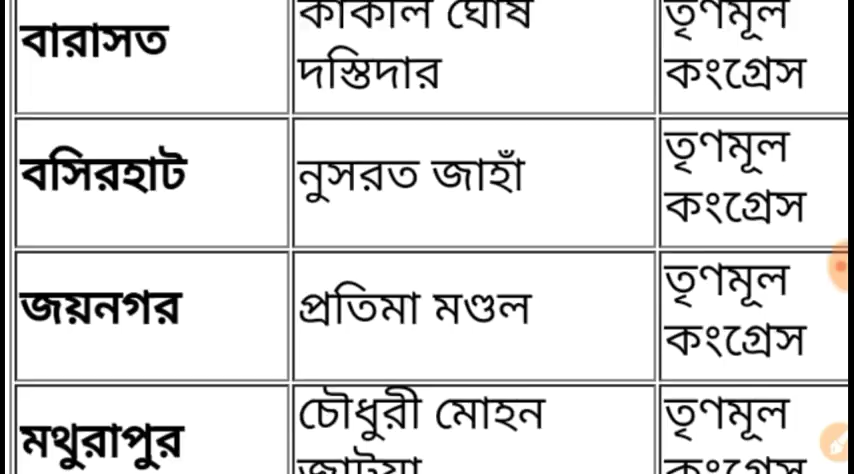 বারাসত
কাকলি ঘোষ
দস্তিদার
তৃণমূল
কংগ্রেস
বসিরহাট
নুসরত জাহাঁ
তৃণমূল
কংগ্রেস
জয়নগর
প্রতিমা মণ্ডল
তৃণমূল
কংগ্রেস
মথুরাপুর
চৌধুরী মোহন
জাটুয়া
তৃণমূল
কংগ্রেস